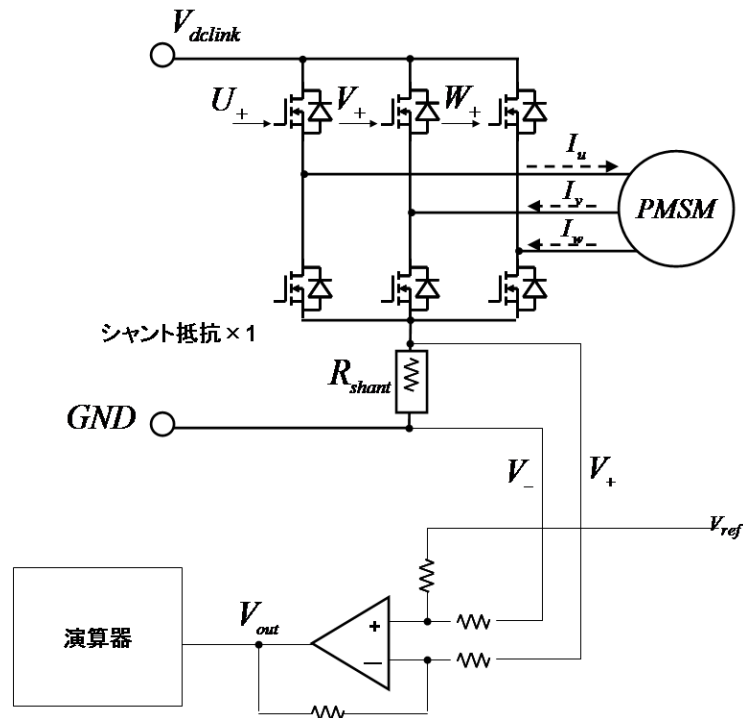 V_dclink
U_+ V_+ W_+
I_u
I_v
I_w
PMSM
シャント抵抗×1
R_shant
GND
V_- V_+
V_ref
演算器
V_out
+
−